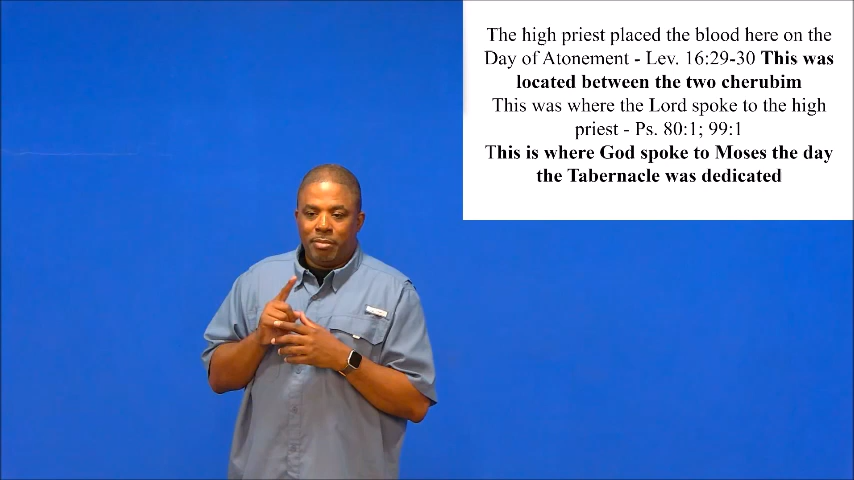 The high priest placed the blood here on the
Day of Atonement - Lev. 16:29-30 This was
located between the two cherubim
This was where the Lord spoke to the high
priest - Ps. 80:1; 99:1
This is where God spoke to Moses the day
the Tabernacle was dedicated